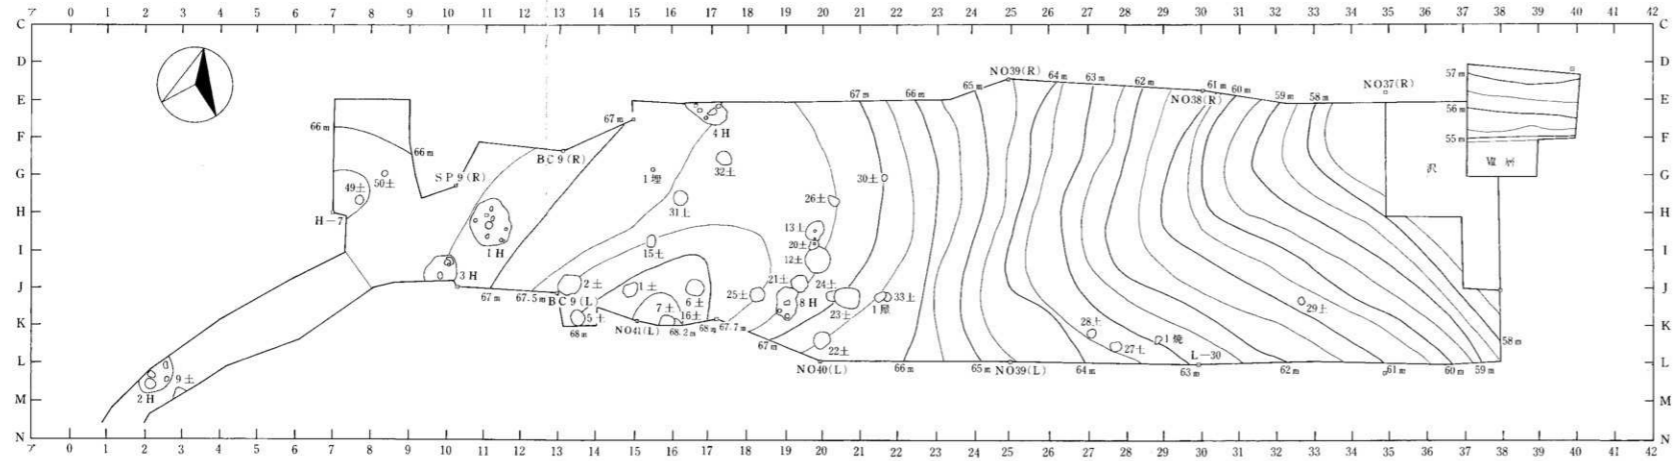 ア 0 1 2 3 4 5 6 7 8 9 10 11 12 13 14 15 16 17 18 19 20 21 22 23 24 25 26 27 28 29 30 31 32 33 34 35 36 37 38 39 40 41 42
C C
D D
E E
F F
G G
H H
I I
J J
K K
L L
M M
N N
NO39(R) 64m 63m 62m 61m 60m 59m 58m NO37(R) 57m
65m NO38(R) 56m
67m 66m 55m
66m 66m 67m 4H
BC9(R)
SP9(R) 1埋 32土 30土 沢
49土 50土
H-7 31土 26土
1H 15土 13土
20土
12土
3H 2土 1土 6土 25土 21土 24土 8H 23土 33土
67m 67.5m BC9(L) 7土 16土 29土
5土 NO41(L) 68.2m 68m 67.7m 28土
68m 67m 22土 27土 1焼 L-30 58m
NO40(L) 66m 65m NO39(L) 64m 63m 62m 61m 60m 59m
9土
2H
ア 0 1 2 3 4 5 6 7 8 9 10 11 12 13 14 15 16 17 18 19 20 21 22 23 24 25 26 27 28 29 30 31 32 33 34 35 36 37 38 39 40 41 42